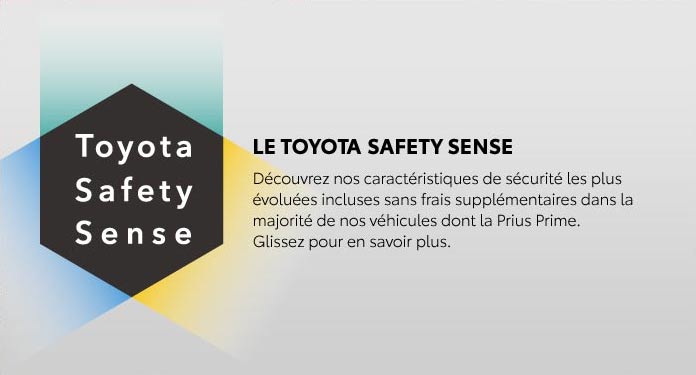 Toyota
Safety
Sense
LE TOYOTA SAFETY SENSE
Découvrez nos caractéristiques de sécurité les plus
évoluées incluses sans frais supplémentaires dans la
majorité de nos véhicules dont la Prius Prime.
Glissez pour en savoir plus.